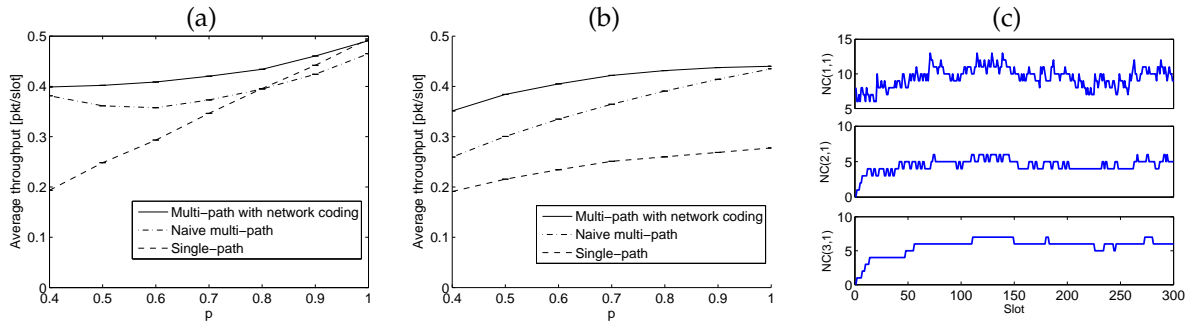 (a)
Average throughput [pkt/slot]
0.5
0.4
0.3
0.2
0.1
0
0.4
0.5
0.6
0.7
0.8
0.9
1
p
Multi-path with network coding
Naive multi-path
Single-path
(b)
Average throughput [pkt/slot]
0.5
0.4
0.3
0.2
0.1
0
0.4
0.5
0.6
0.7
0.8
0.9
1
p
Multi-path with network coding
Naive multi-path
Single-path
(c)
NC(1,1)
15
10
5
NC(2,1)
10
5
0
NC(3,1)
10
5
0
0
50
100
150
200
250
300
Slot